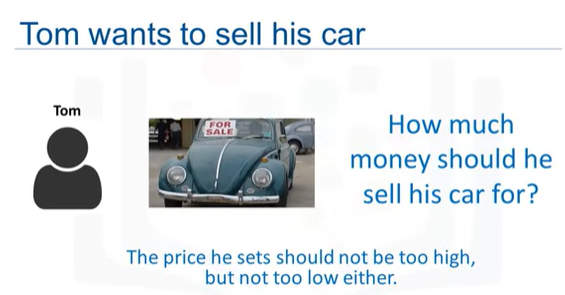 Tom wants to sell his car
Tom
FOR
SALE
How much
money should he
sell his car for?
The price he sets should not be too high,
but not too low either.